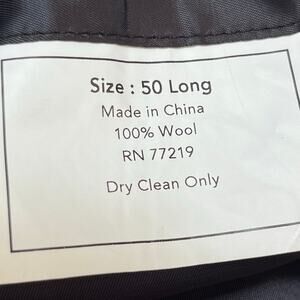 Size : 50 Long
Made in China
100% Wool
RN 77219
Dry Clean Only